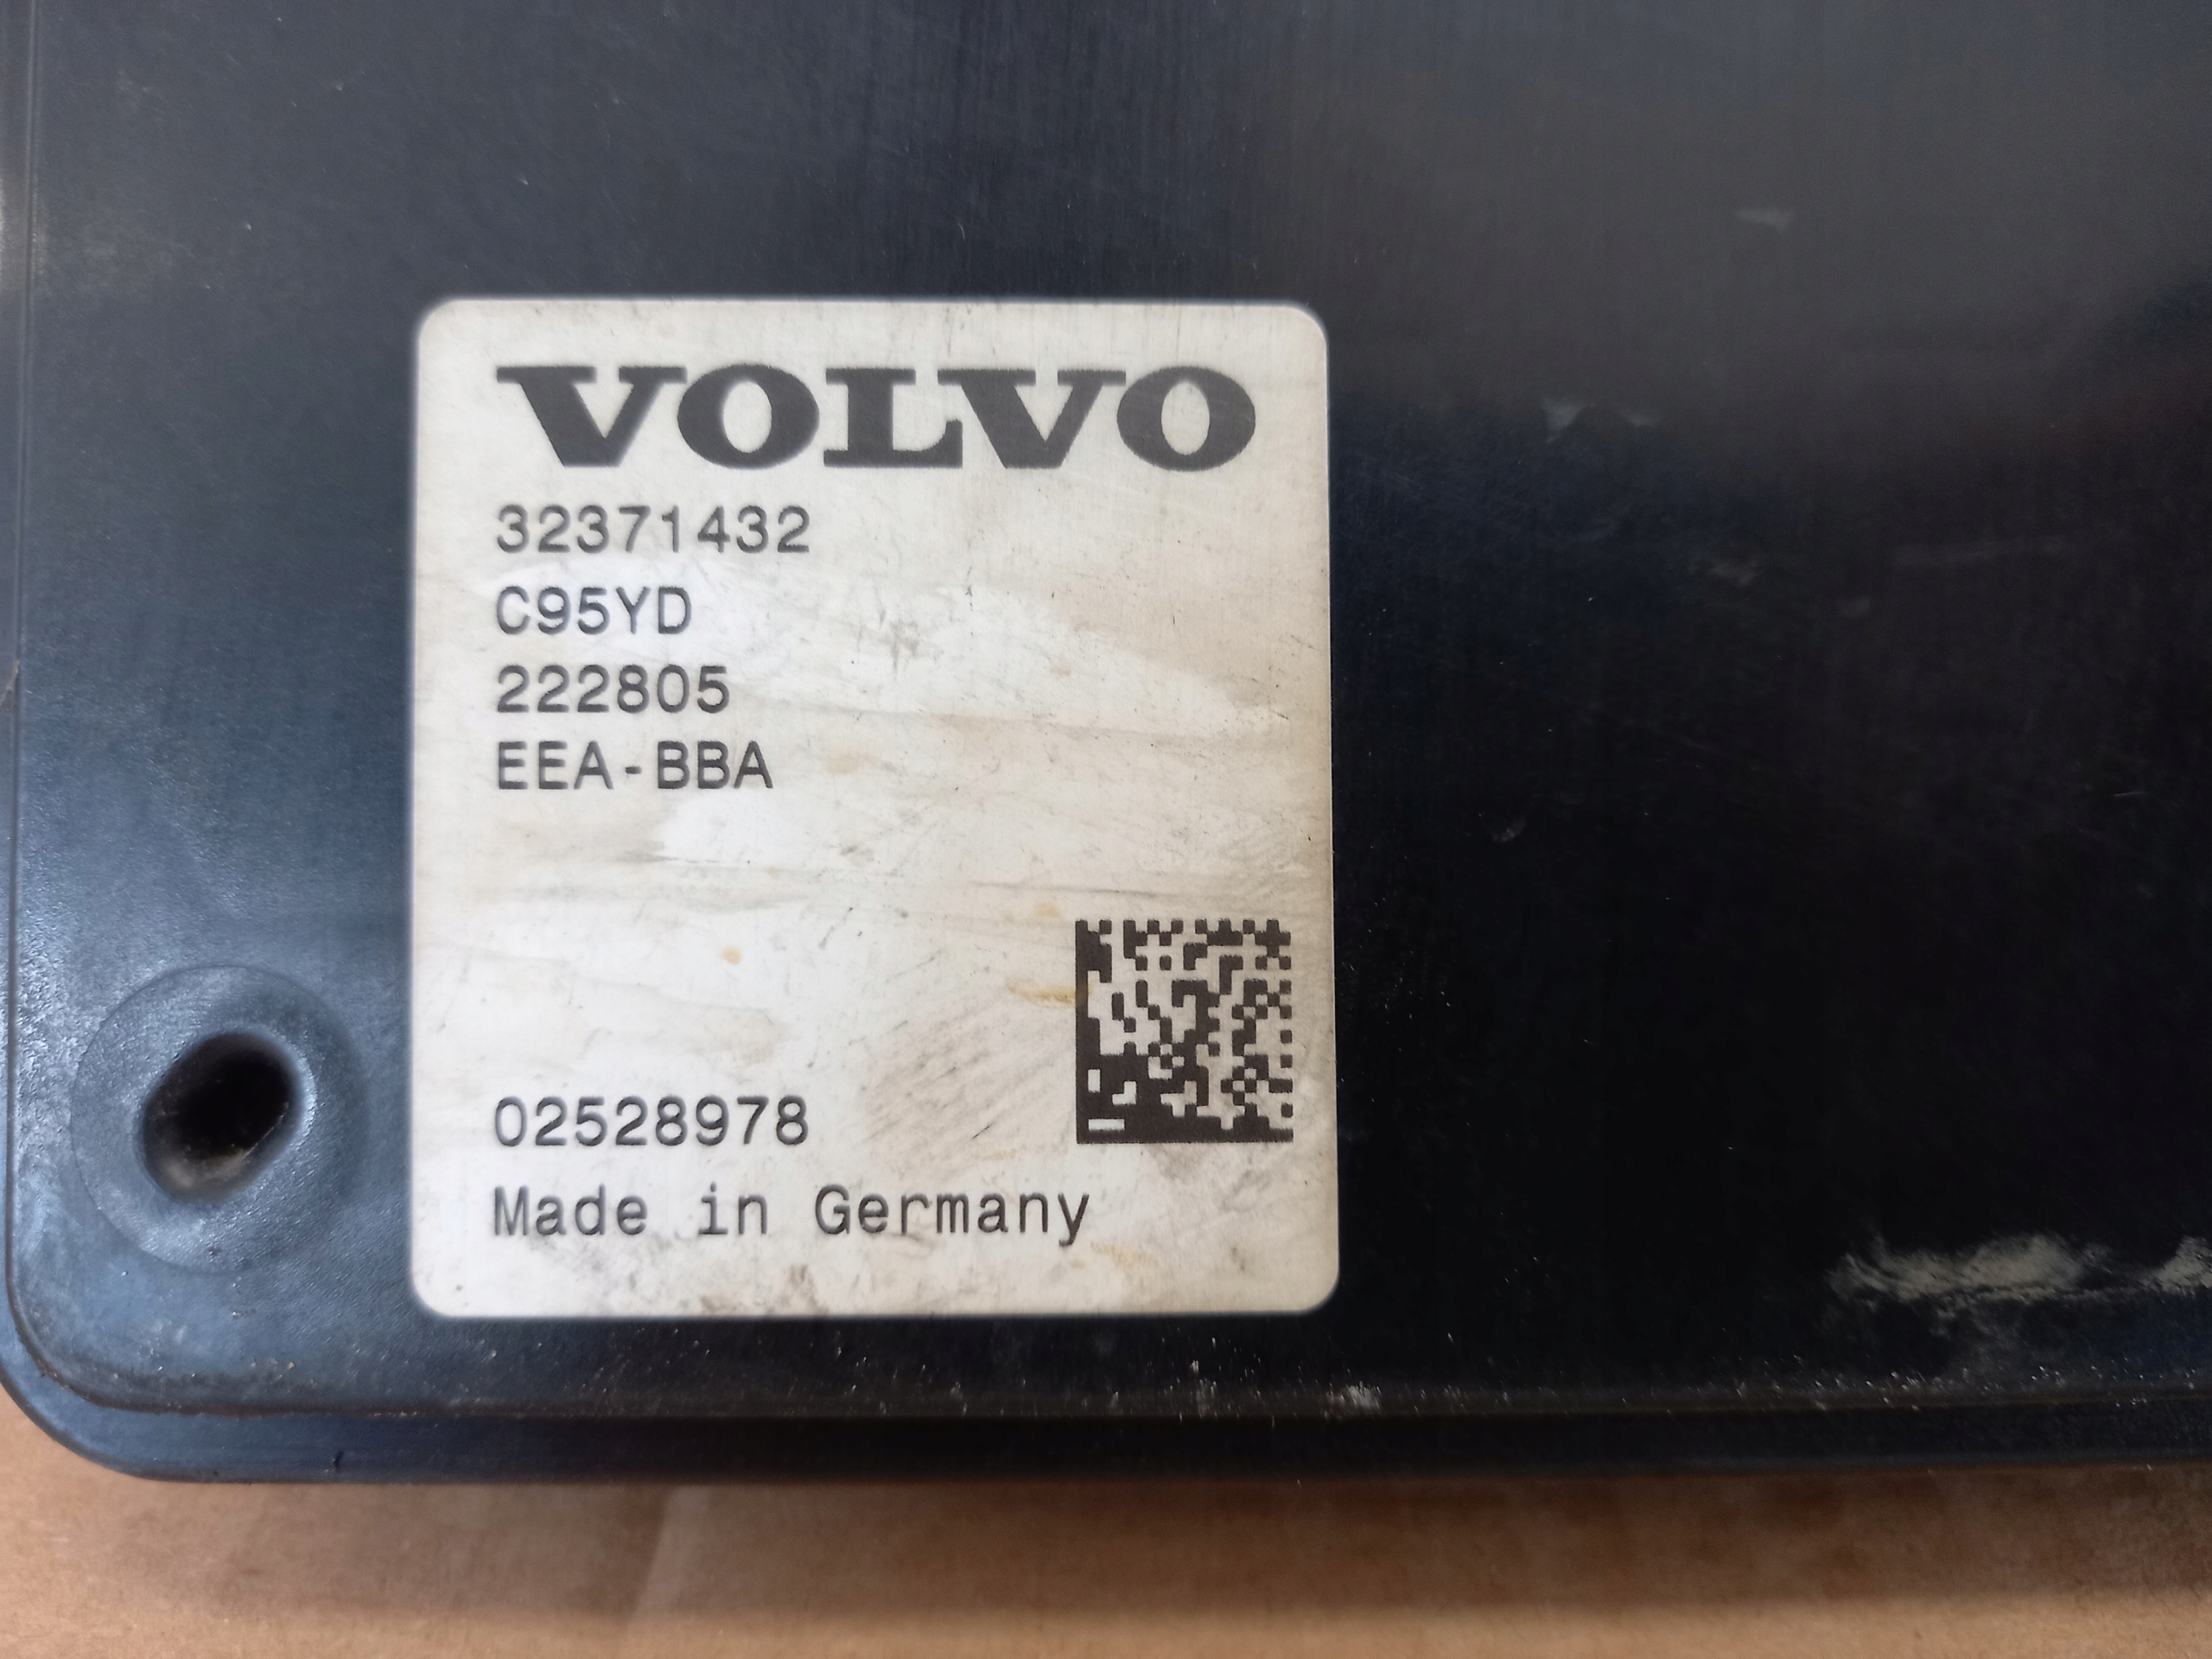 VOLVO
32371432
C95YD
222805
EEA-BBA
02528978
Made in Germany